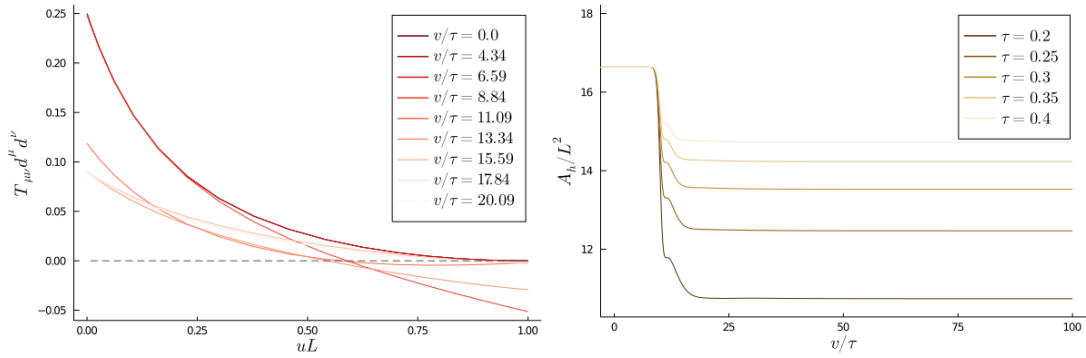 0.25
0.20
0.15
0.10
0.05
0.00
−0.05
T_{μν}d^{μ}d^{ν}
v/τ = 0.0
v/τ = 4.34
v/τ = 6.59
v/τ = 8.84
v/τ = 11.09
v/τ = 13.34
v/τ = 15.59
v/τ = 17.84
v/τ = 20.09
0.00 0.25 0.50 0.75 1.00
uL
18
16
14
12
A_h/L²
τ = 0.2
τ = 0.25
τ = 0.3
τ = 0.35
τ = 0.4
0 25 50 75 100
v/τ